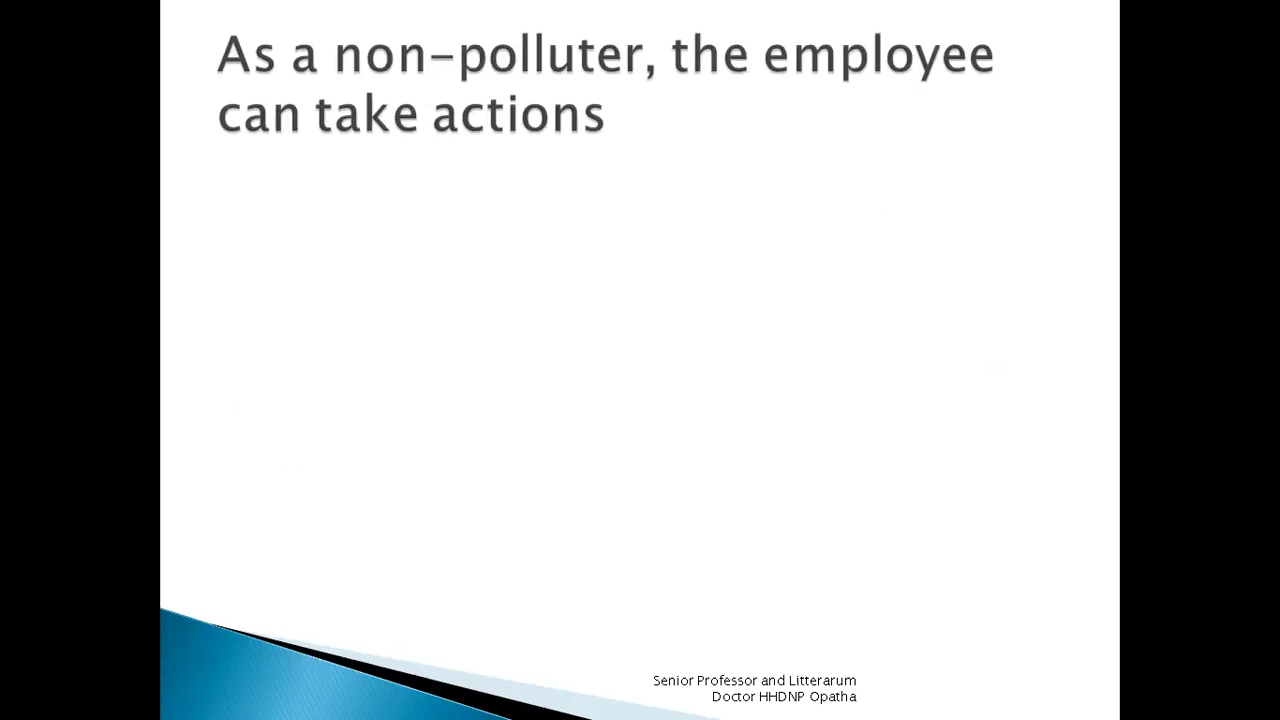 As a non-polluter, the employee
can take actions
Senior Professor and Litterarum
Doctor HHDNP Opatha